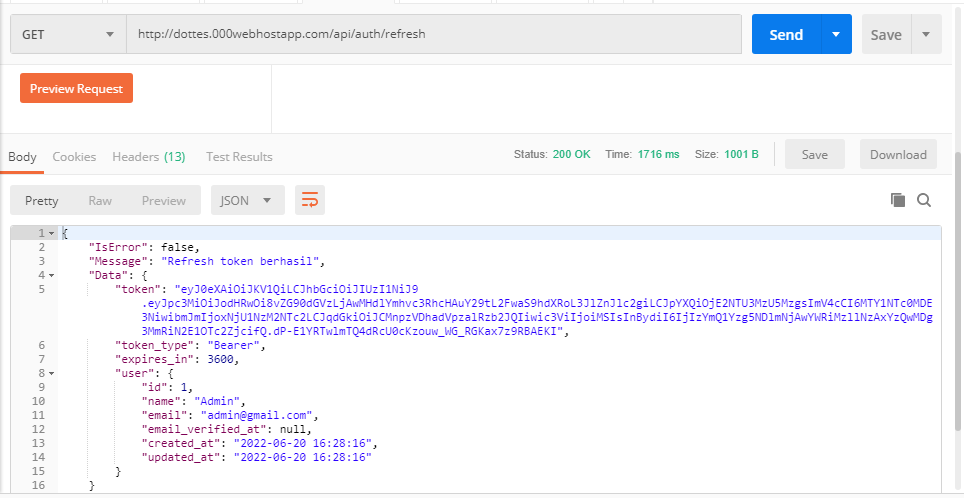 GET
http://dottes.000webhostapp.com/api/auth/refresh
Send
Save
Preview Request
Body Cookies Headers (13) Test Results
Status: 200 OK Time: 1716 ms Size: 1001 B
Save
Download
Pretty Raw Preview JSON
1 {
2 "IsError": false,
3 "Message": "Refresh token berhasil",
4 "Data": {
5 "token": "eyJ0eXAiOiJKV1QiLCJhbGciOiJIUzI1NiJ9
.eyJpc3MiOiJodHRwOi8vZG90dGVzLjAwMHdlYmhvc3RhcHAuY29tL2FwaS9hdXRoL3JlZnJlc2giLCJpYXQiOjE2NTU3MzU5MzgsImV4cCI6MTY1NTc0MDE
3NiwibmJmIjoxNjU1NzM2NTc2LCJqdGkiOiJCMnpzVDhadVpzalRzb2JQIiwic3ViIjoiMSIsInBydiI6IjIzYmQ1Yzg5NDlmNjAwYWRiMzllNzAxYzQwMDg
3MmRiN2E1OTc2ZjcifQ.dP-E1YRTwlmTQ4dRcU0cKzouw_WG_RGKax7z9RBAEKI",
6 "token_type": "Bearer",
7 "expires_in": 3600,
8 "user": {
9 "id": 1,
10 "name": "Admin",
11 "email": "admin@gmail.com",
12 "email_verified_at": null,
13 "created_at": "2022-06-20 16:28:16",
14 "updated_at": "2022-06-20 16:28:16"
15 }
16 }